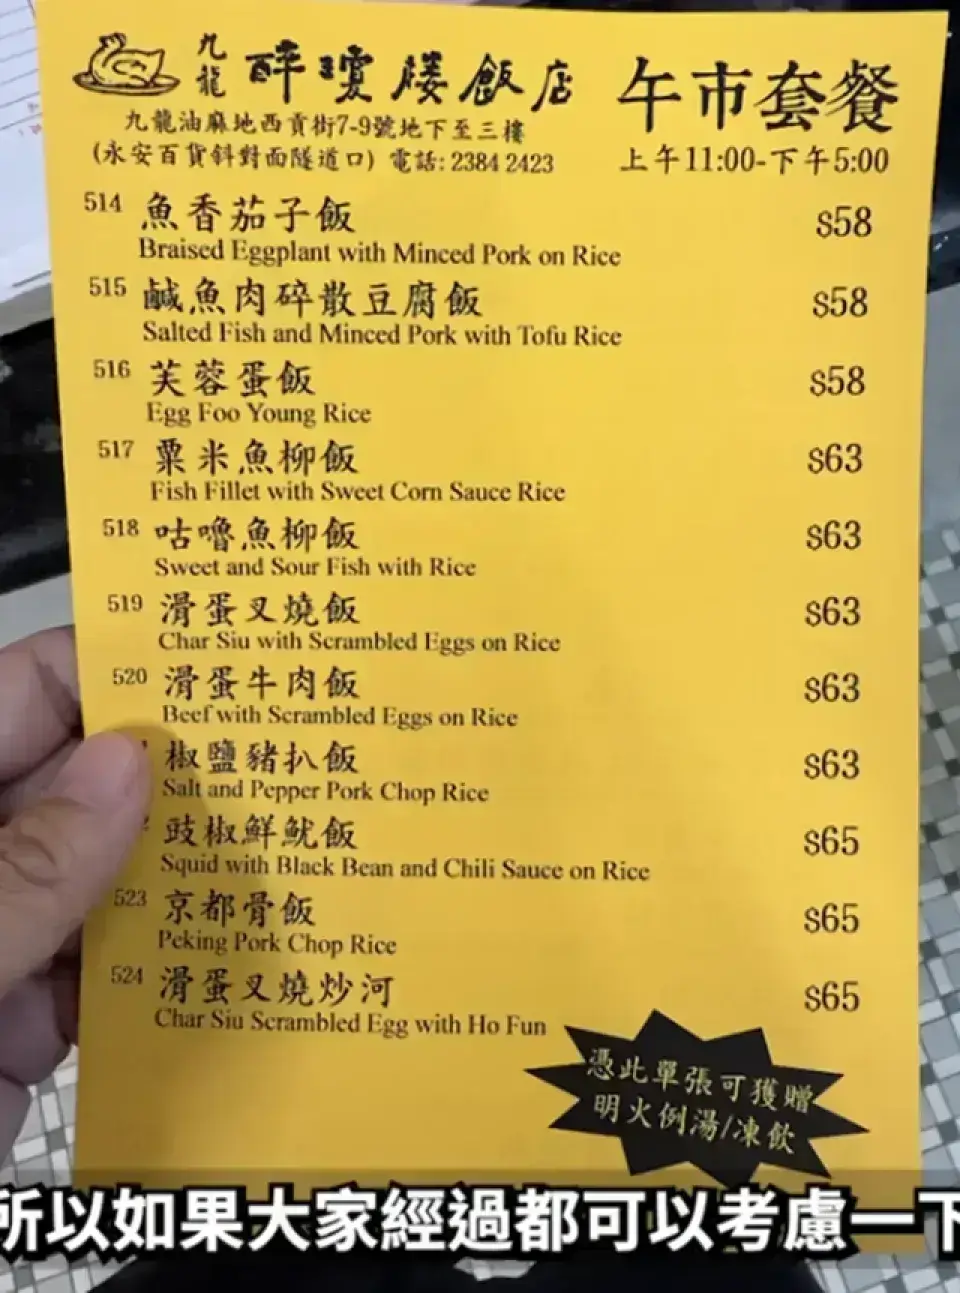 九龍 醉瓊樓飯店
午市套餐
九龍油麻地西貢街7-9號地下至三樓
(永安百貨斜對面隧道口) 電話: 2384 2423
上午11:00-下午5:00
514 魚香茄子飯 $58
Braised Eggplant with Minced Pork on Rice
515 鹹魚肉碎散豆腐飯 $58
Salted Fish and Minced Pork with Tofu Rice
516 芙蓉蛋飯 $58
Egg Foo Young Rice
517 粟米魚柳飯 $63
Fish Fillet with Sweet Corn Sauce Rice
518 咕嚕魚柳飯 $63
Sweet and Sour Fish with Rice
519 滑蛋叉燒飯 $63
Char Siu with Scrambled Eggs on Rice
520 滑蛋牛肉飯 $63
Beef with Scrambled Eggs on Rice
椒鹽豬扒飯 $63
Salt and Pepper Pork Chop Rice
豉椒鮮魷飯 $65
Squid with Black Bean and Chili Sauce on Rice
523 京都骨飯 $65
Peking Pork Chop Rice
524 滑蛋叉燒炒河 $65
Char Siu Scrambled Egg with Ho Fun
憑此單張可獲贈
明火例湯/凍飲
所以如果大家經過都可以考慮一下